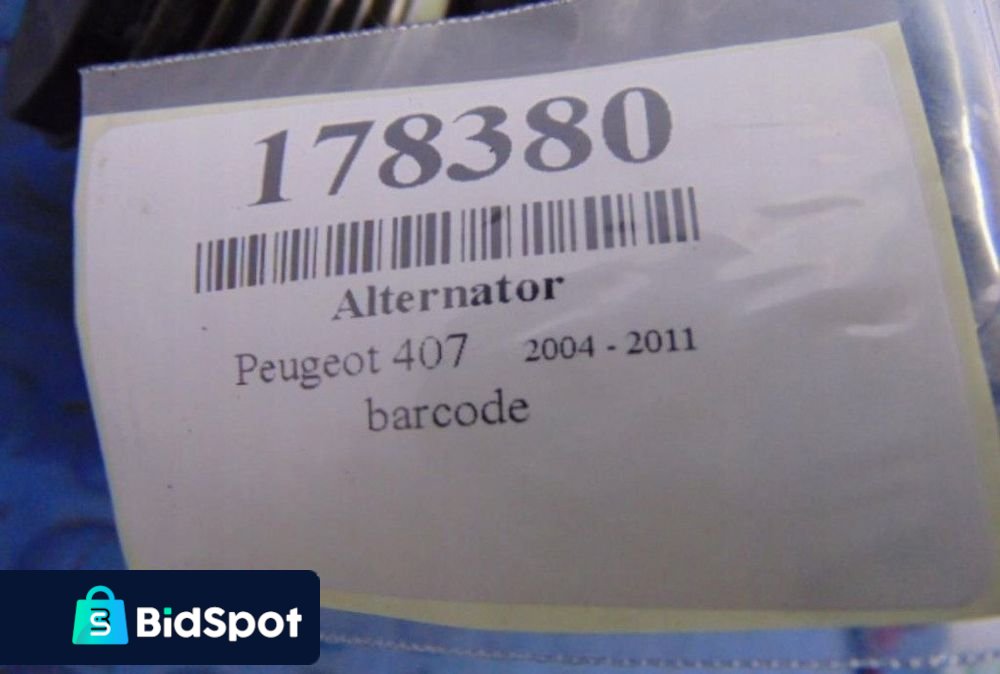 178380
Alternator
Peugeot 407 2004 - 2011
barcode
BidSpot